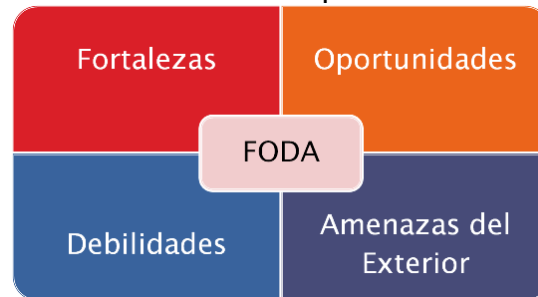 Fortalezas
Oportunidades
FODA
Debilidades
Amenazas del
Exterior